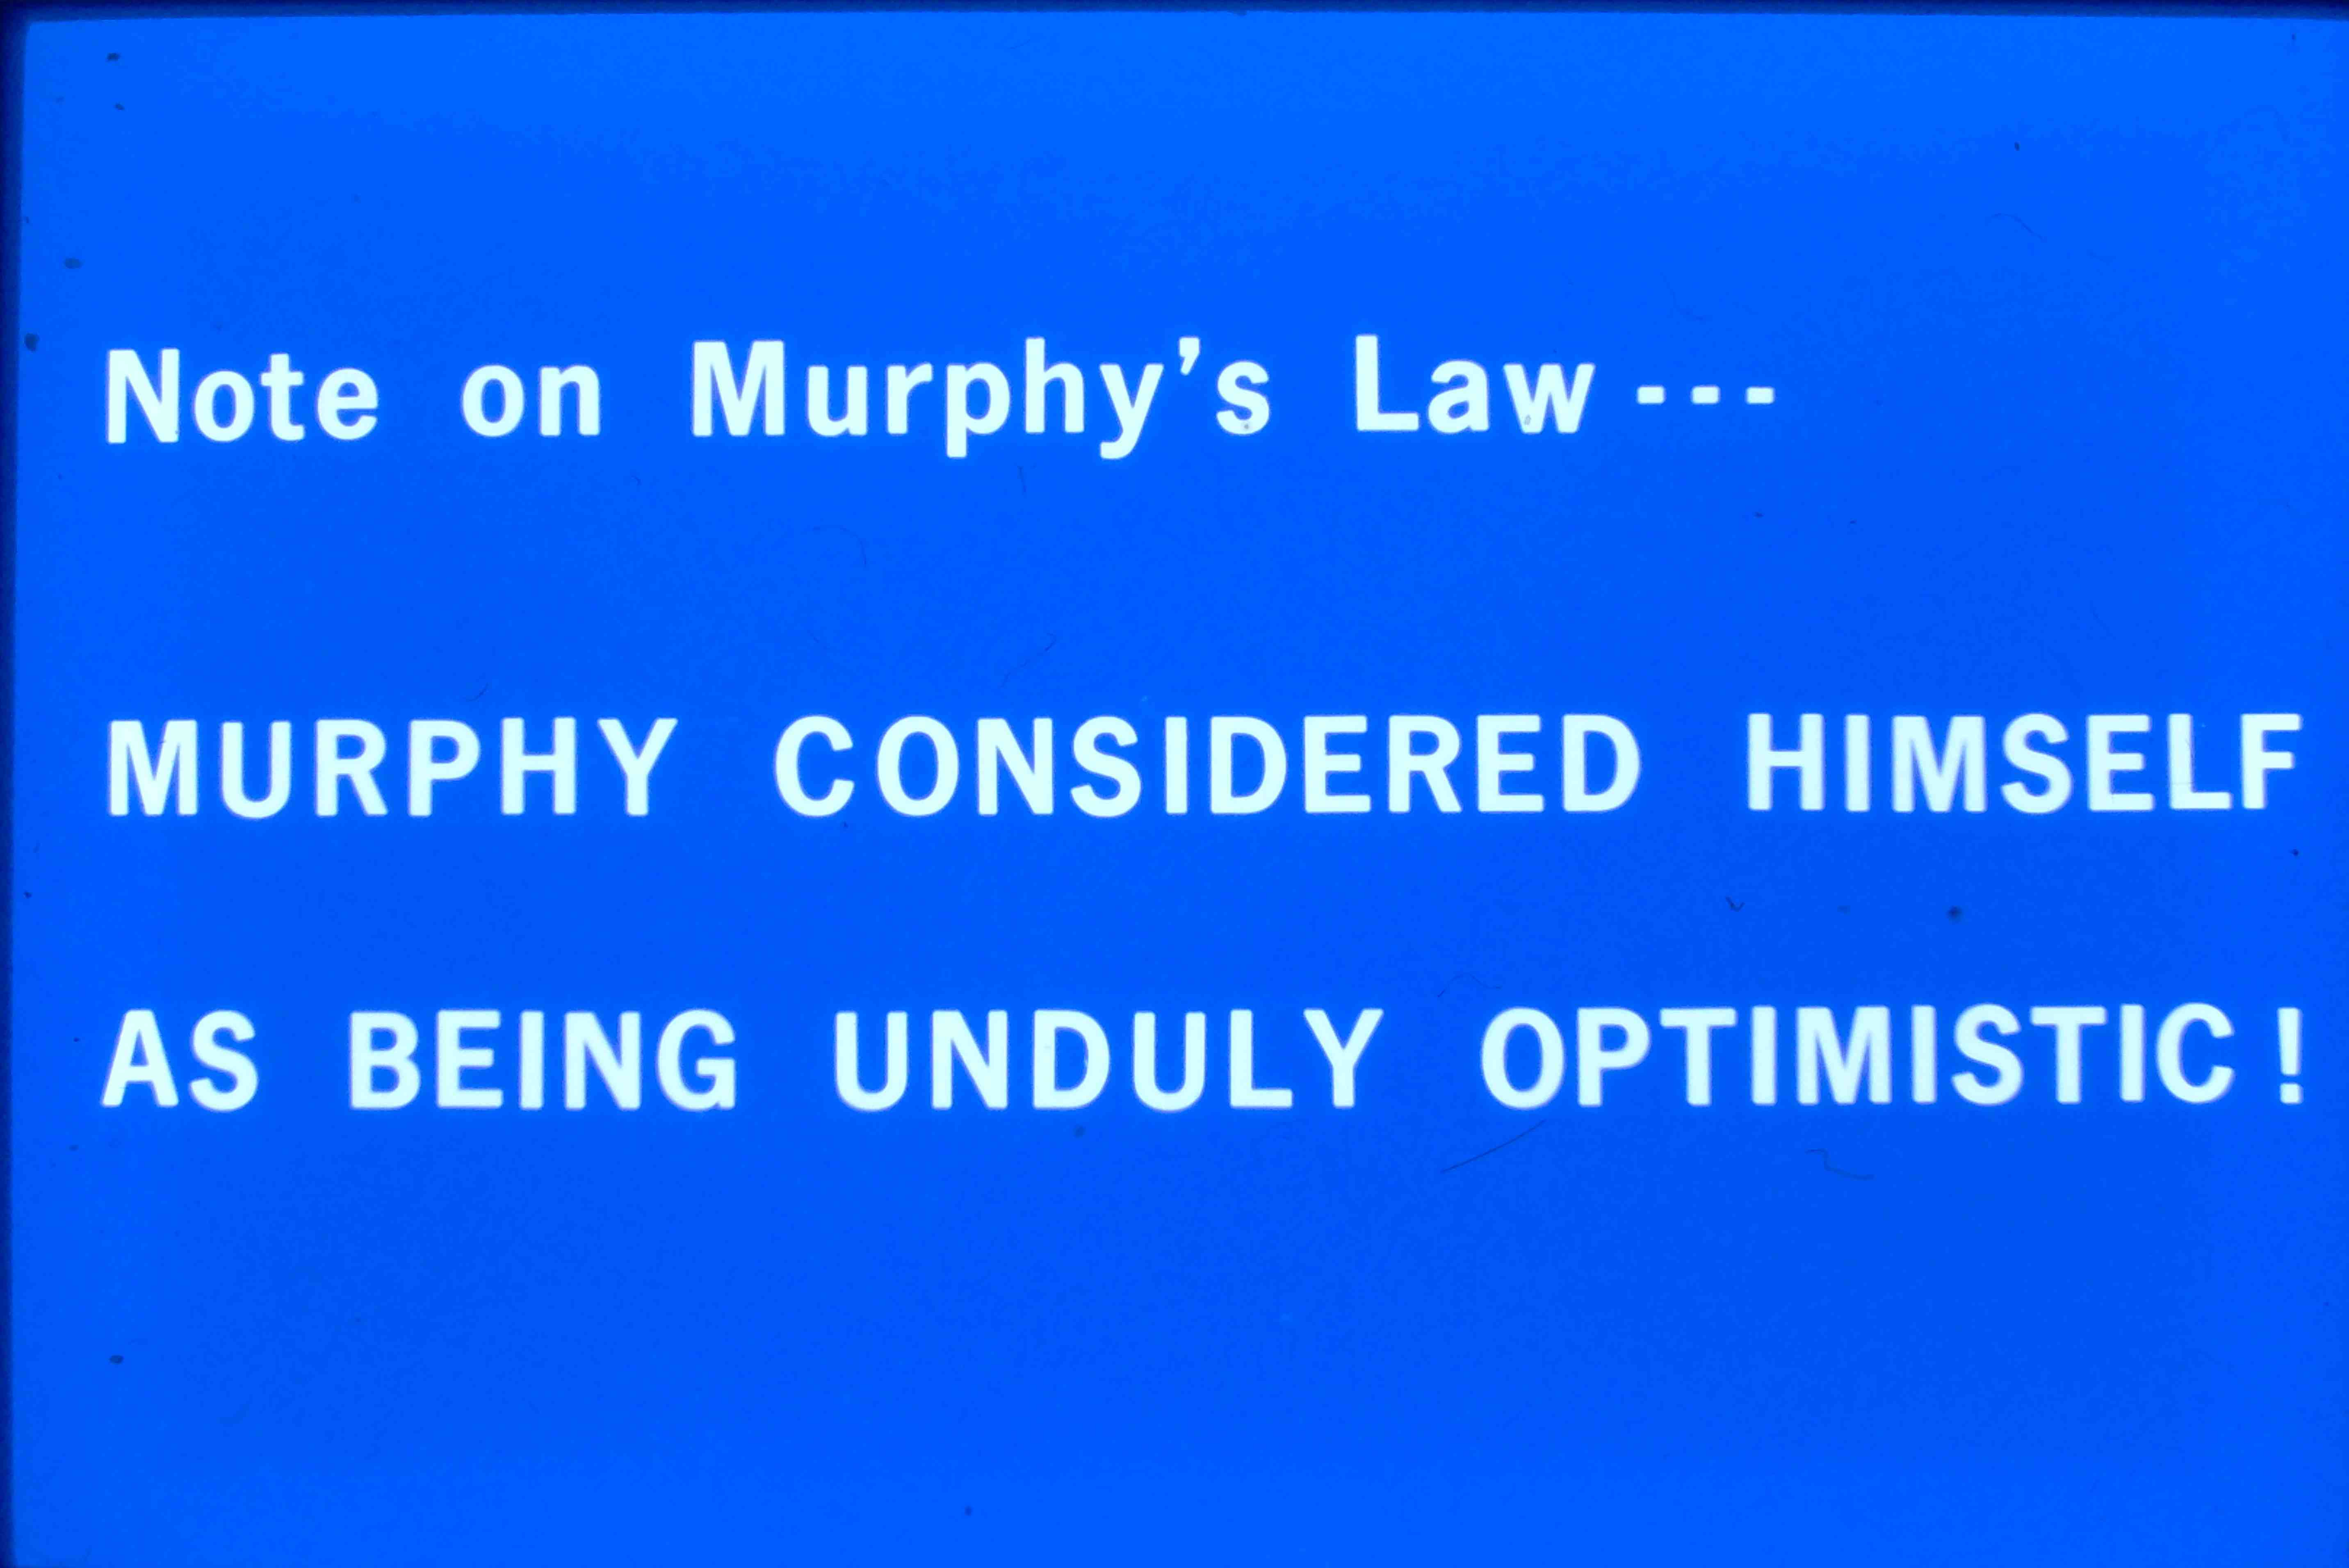 Note on Murphy's Law---
MURPHY CONSIDERED HIMSELF
AS BEING UNDULY OPTIMISTIC!